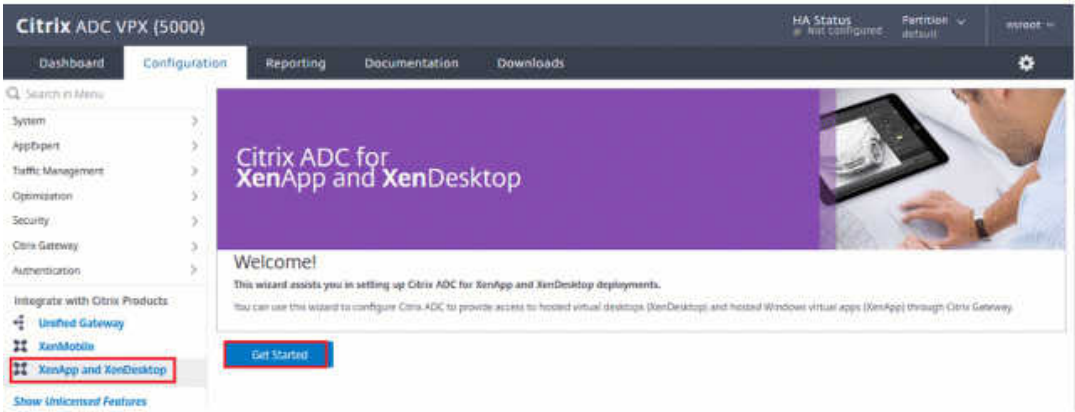 Citrix ADC VPX (5000)
HA Status
Not configured
Partition
default
nsroot
Dashboard
Configuration
Reporting
Documentation
Downloads
Search in Menu
System
AppExpert
Traffic Management
Optimization
Security
Citrix Gateway
Authentication
Integrate with Citrix Products
Unified Gateway
XenMobile
XenApp and XenDesktop
Show Unlicensed Features
Citrix ADC for
XenApp and XenDesktop
Welcome!
This wizard assists you in setting up Citrix ADC for XenApp and XenDesktop deployments.
You can use this wizard to configure Citrix ADC to provide access to hosted virtual desktops (XenDesktop) and hosted Windows virtual apps (XenApp) through Citrix Gateway.
Get Started